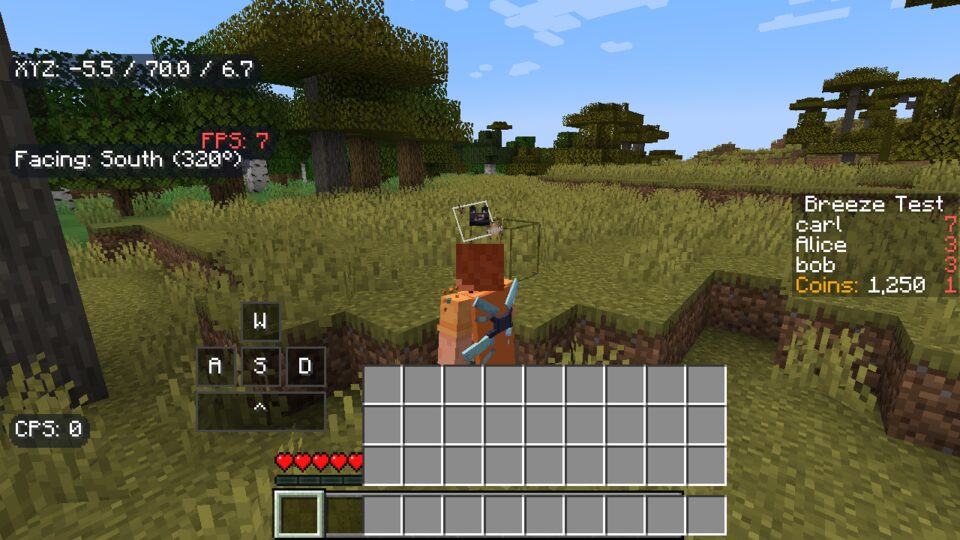 XYZ: -5.5 / 70.0 / 6.7
FPS: 7
Facing: South (320°)
Breeze Test
carl 7
Alice 3
bob 3
Coins: 1,250 1
W
A S D
^
CPS: 0